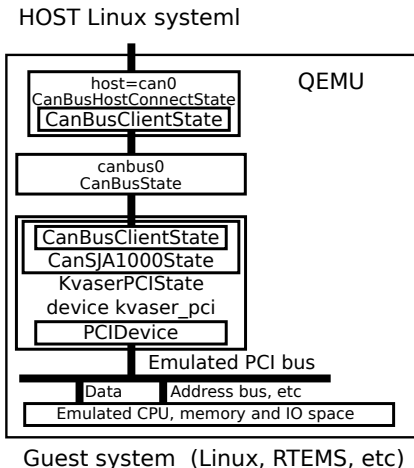 HOST Linux systeml
QEMU
host=can0
CanBusHostConnectState
CanBusClientState
canbus0
CanBusState
CanBusClientState
CanSJA1000State
KvaserPCIState
device kvaser_pci
PCIDevice
Emulated PCI bus
Data
Address bus, etc
Emulated CPU, memory and IO space
Guest system (Linux, RTEMS, etc)